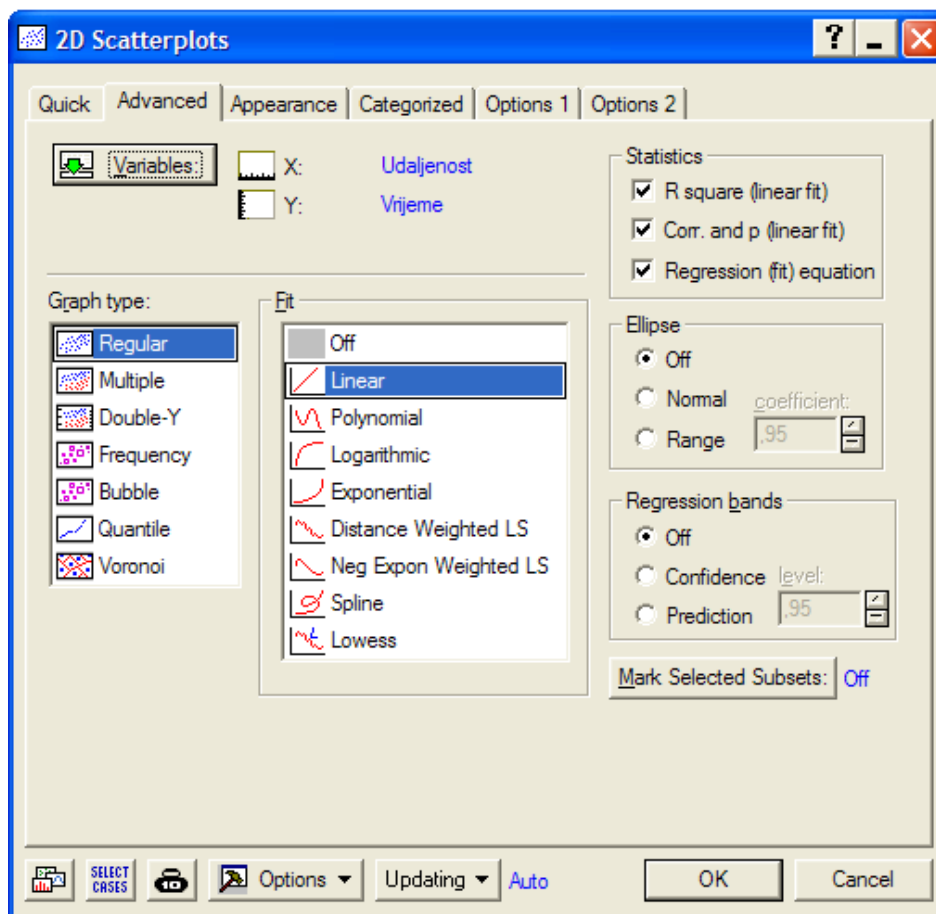 2D Scatterplots
Quick Advanced Appearance Categorized Options 1 Options 2
Variables: X: Udaljenost
Y: Vrijeme
Statistics
R square (linear fit)
Corr. and p (linear fit)
Regression (fit) equation
Graph type:
Regular
Multiple
Double-Y
Frequency
Bubble
Quantile
Voronoi
Fit
Off
Linear
Polynomial
Logarithmic
Exponential
Distance Weighted LS
Neg Expon Weighted LS
Spline
Lowess
Ellipse
Off
Normal coefficient:
Range ,95
Regression bands
Off
Confidence level:
Prediction ,95
Mark Selected Subsets: Off
SELECT CASES Options Updating Auto OK Cancel